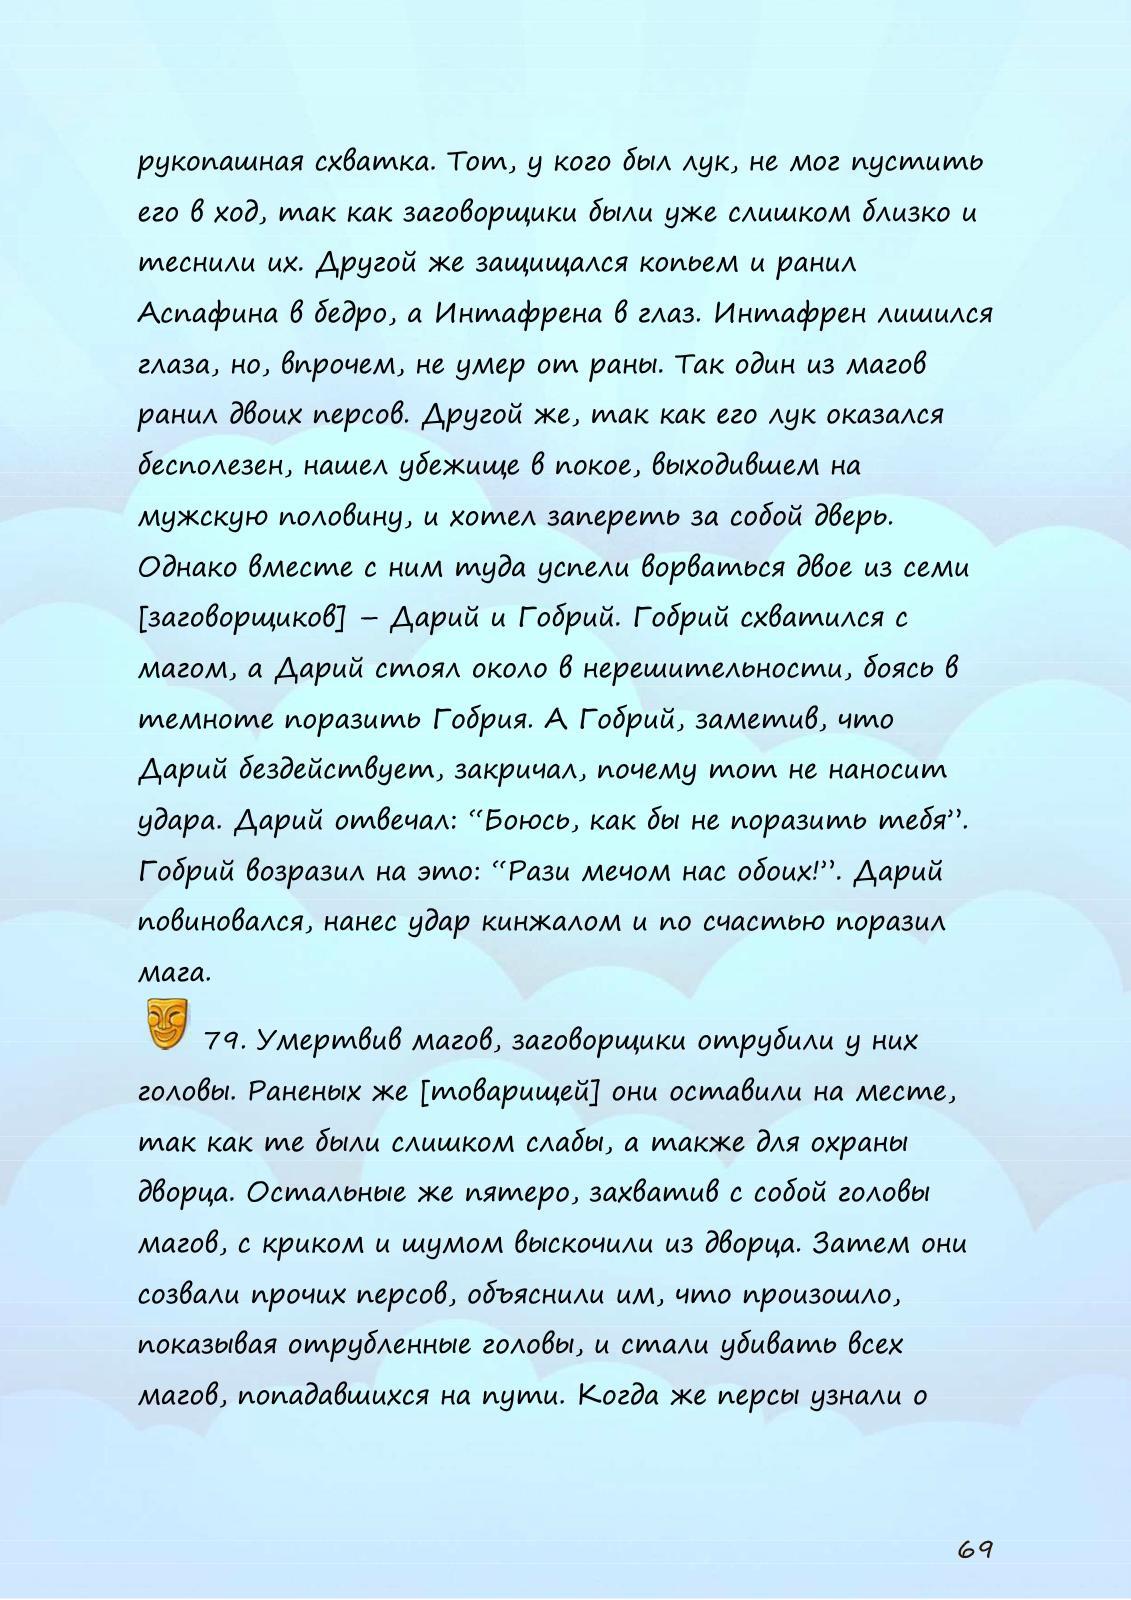 рукопашная схватка. Тот, у кого был лук, не мог пустить
его в ход, так как заговорщики были уже слишком близко и
теснили их. Другой же защищался копьем и ранил
Аспафина в бедро, а Интафрена в глаз. Интафрен лишился
глаза, но, впрочем, не умер от раны. Так один из магов
ранил двоих персов. Другой же, так как его лук оказался
бесполезен, нашел убежище в покое, выходившем на
мужскую половину, и хотел запереть за собой дверь.
Однако вместе с ним туда успели ворваться двое из семи
[заговорщиков] – Дарий и Гобрий. Гобрий схватился с
магом, а Дарий стоял около в нерешительности, боясь в
темноте поразить Гобрия. А Гобрий, заметив, что
Дарий бездействует, закричал, почему тот не наносит
удара. Дарий отвечал: “Боюсь, как бы не поразить тебя”.
Гобрий возразил на это: “Рази мечом нас обоих!”. Дарий
повиновался, нанес удар кинжалом и по счастью поразил
мага.
79. Умертвив магов, заговорщики отрубили у них
головы. Раненых же [товарищей] они оставили на месте,
так как те были слишком слабы, а также для охраны
дворца. Остальные же пятеро, захватив с собой головы
магов, с криком и шумом выскочили из дворца. Затем они
созвали прочих персов, объяснили им, что произошло,
показывая отрубленные головы, и стали убивать всех
магов, попадавшихся на пути. Когда же персы узнали о
69